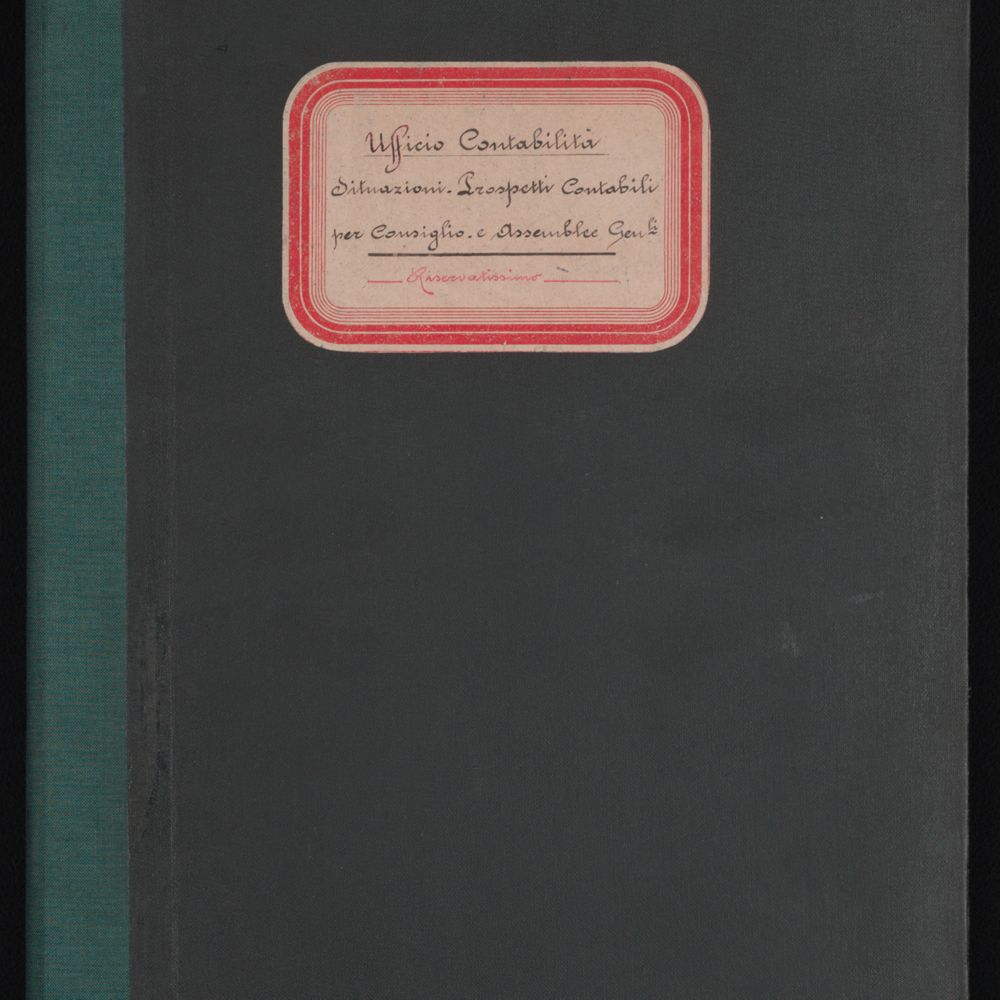 Ufficio Contabilità
Situazioni. Prospetti Contabili
per Consiglio. e Assemblee Genli
Riservatissimo